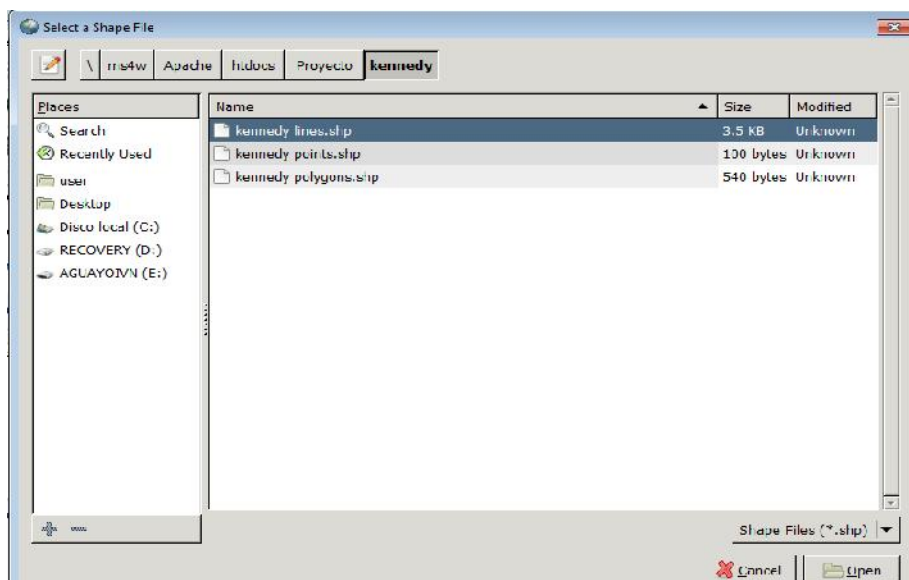 Select a Shape File
\ ms4w Apache htdocs Proyecto kennedy
Places
Search
Recently Used
user
Desktop
Disco local (C:)
RECOVERY (D:)
AGUAYOIVN (E:)
Name Size Modified
kennedy lines.shp 3.5 KB Unknown
kennedy points.shp 100 bytes Unknown
kennedy polygons.shp 540 bytes Unknown
Shape Files (*.shp)
Cancel Open